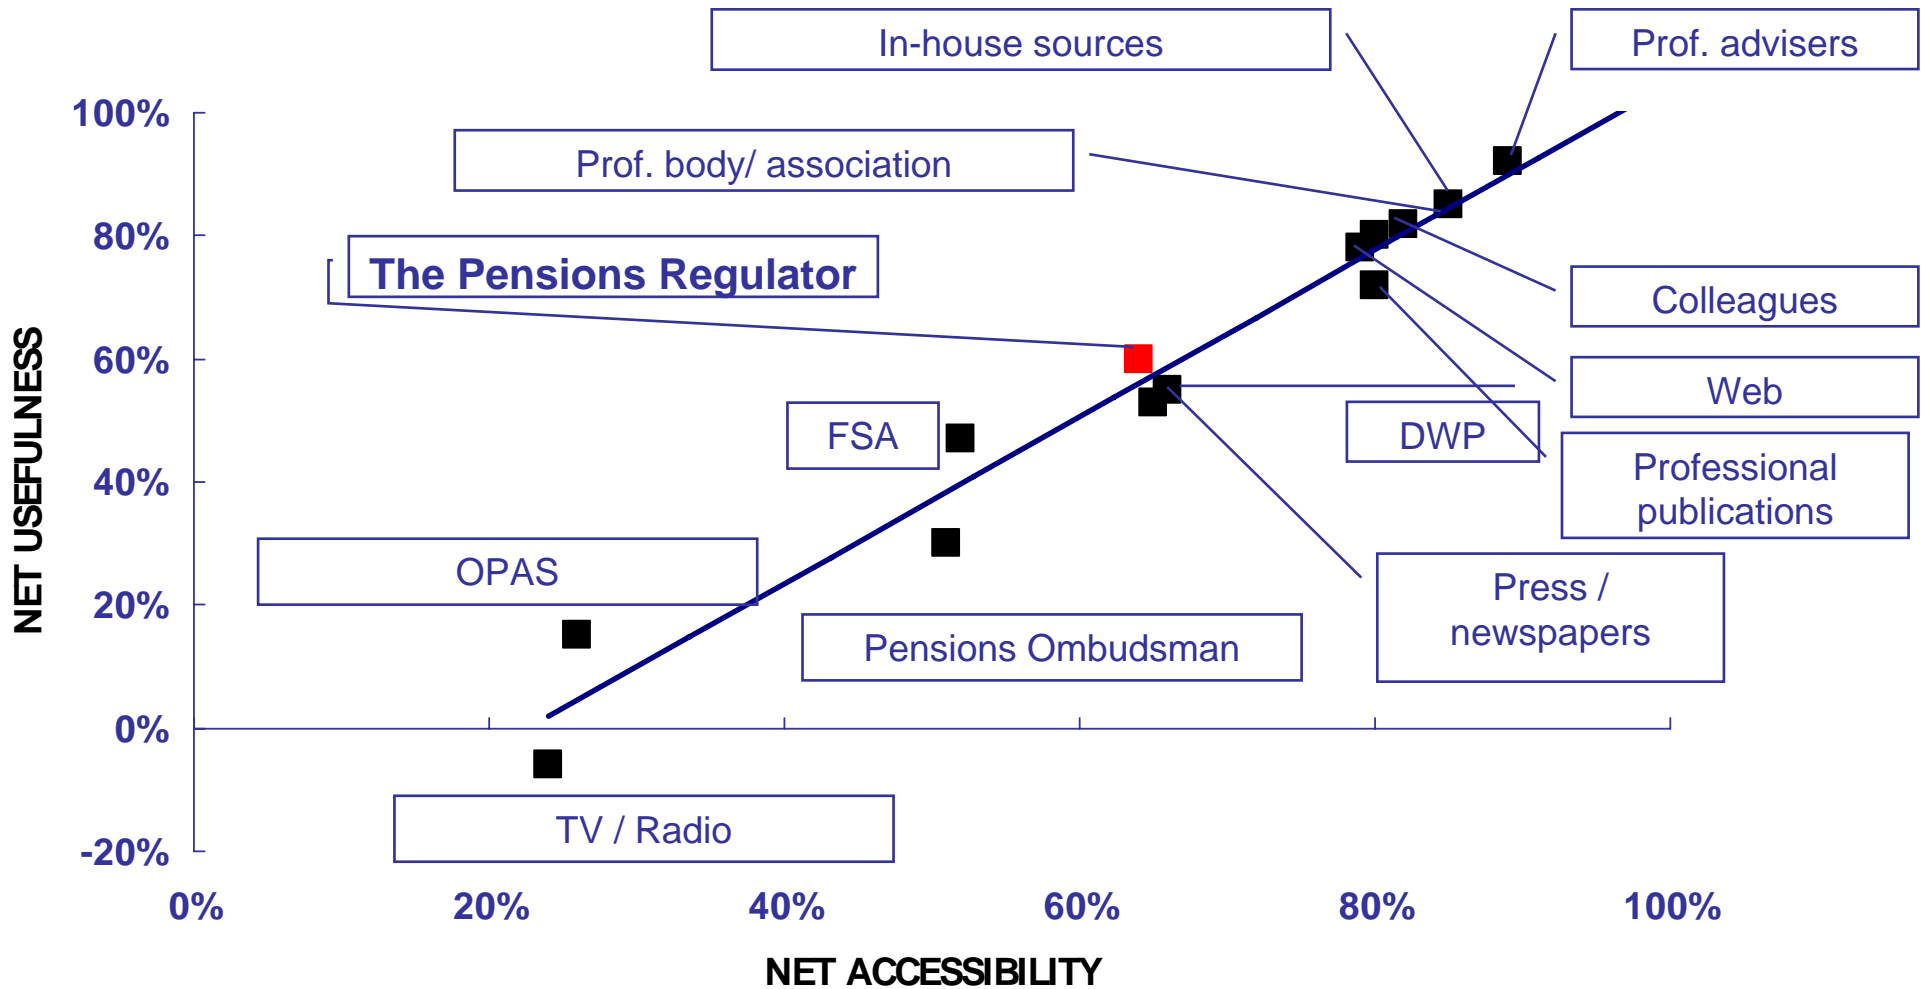 In-house sources
Prof. advisers
100%
Prof. body/ association
80%
The Pensions Regulator
Colleagues
60%
Web
FSA
DWP
40%
Professional
publications
OPAS
Press /
newspapers
20%
Pensions Ombudsman
0%
TV / Radio
-20%
NET USEFULNESS
0%
20%
40%
60%
80%
100%
NET ACCESSIBILITY